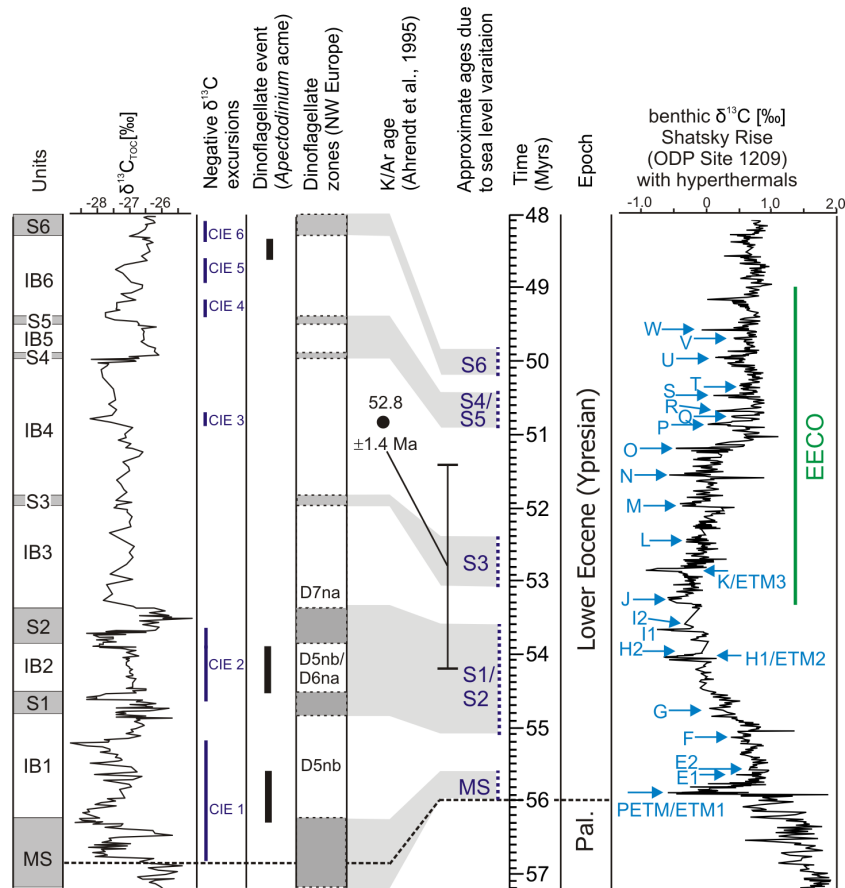 Units
δ¹³C_TOC[‰]
Negative δ¹³C
excursions
Dinoflagellate event
(Apectodinium acme)
Dinoflagellate
zones (NW Europe)
K/Ar age
(Ahrendt et al., 1995)
Approximate ages due
to sea level varaitaion
Time
(Myrs)
Epoch
benthic δ¹³C [‰]
Shatsky Rise
(ODP Site 1209)
with hyperthermals
-28 -27 -26
-1.0 0 1.0 2.0
S6
IB6
S5
IB5
S4
IB4
S3
IB3
S2
IB2
S1
IB1
MS
CIE 6
CIE 5
CIE 4
CIE 3
CIE 2
CIE 1
D7na
D5nb/
D6na
D5nb
52.8
±1.4 Ma
S6
S4/
S5
S3
S1/
S2
MS
48
49
50
51
52
53
54
55
56
57
Lower Eocene (Ypresian)
Pal.
W
V
U
T
S
R
Q
P
O
N
M
L
K/ETM3
J
I2
I1
H2
H1/ETM2
G
F
E2
E1
PETM/ETM1
EECO